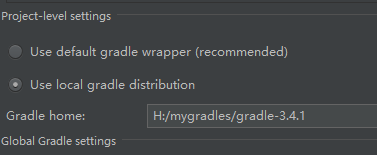 Project-level settings
Use default gradle wrapper (recommended)
Use local gradle distribution
Gradle home: H:/mygradles/gradle-3.4.1
Global Gradle settings